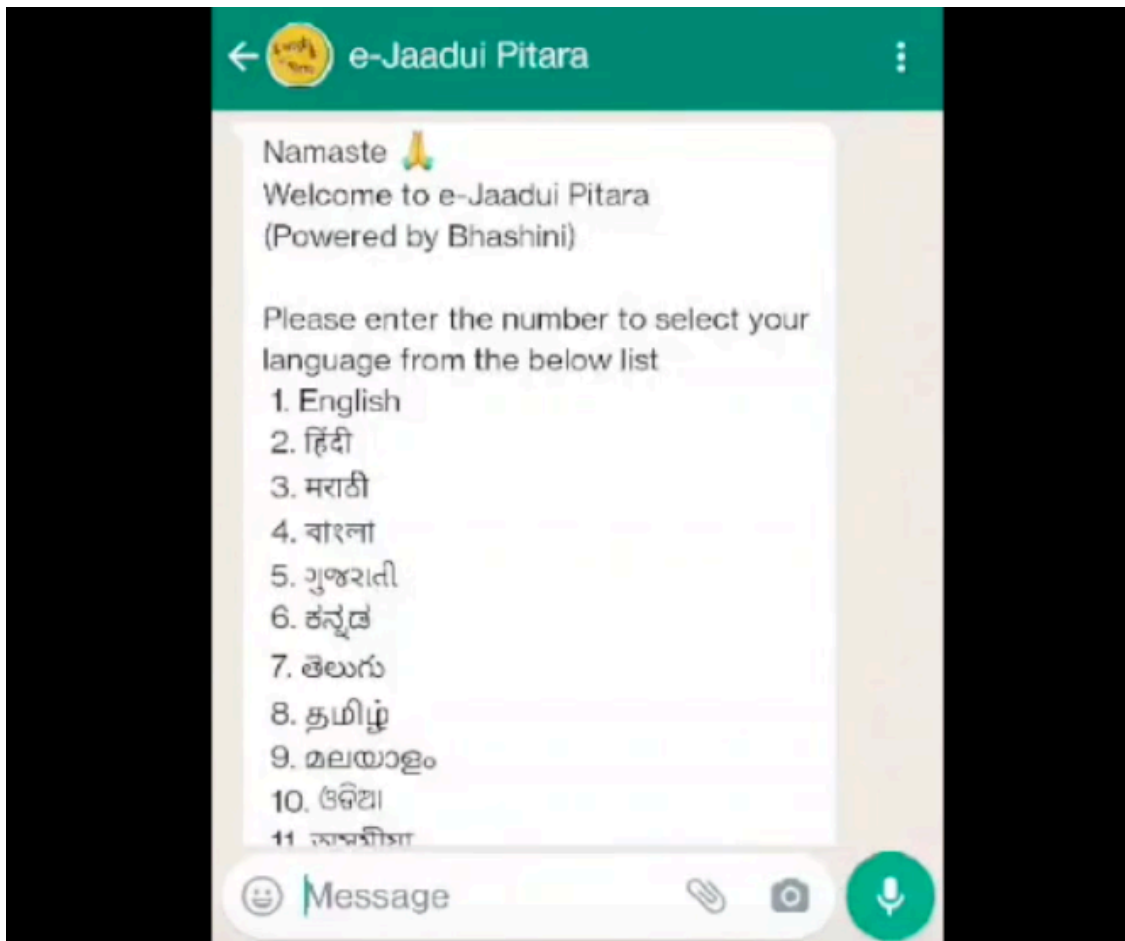 e-Jaadui Pitara
Namaste 🙏
Welcome to e-Jaadui Pitara
(Powered by Bhashini)
Please enter the number to select your
language from the below list
1. English
2. हिंदी
3. मराठी
4. বাংলা
5. ગુજરાતી
6. ಕನ್ನಡ
7. తెలుగు
8. தமிழ்
9. മലയാളം
10. ଓଡ଼ିଆ
11. অসমীয়া
Message